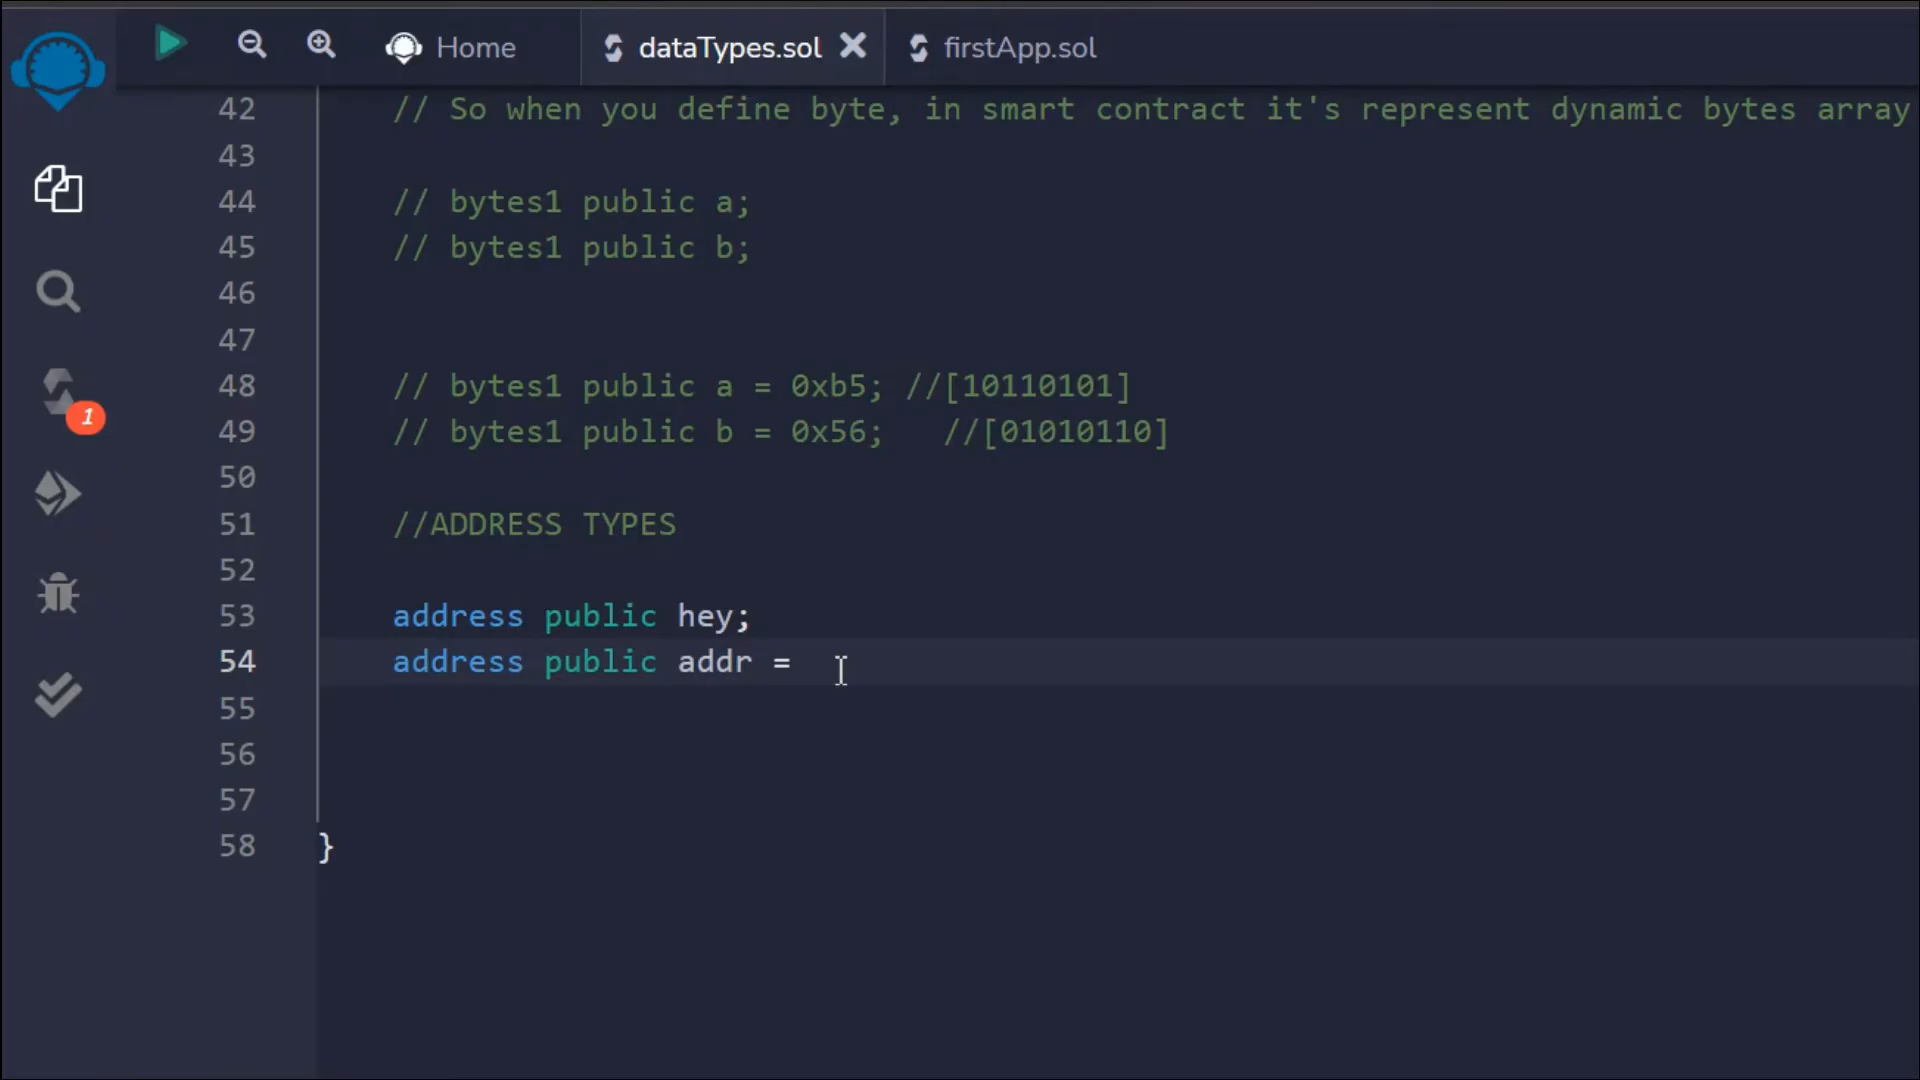 Home
dataTypes.sol
firstApp.sol
42 // So when you define byte, in smart contract it's represent dynamic bytes array
43
44 // bytes1 public a;
45 // bytes1 public b;
46
47
48 // bytes1 public a = 0xb5; //[10110101]
49 // bytes1 public b = 0x56; //[01010110]
50
51 //ADDRESS TYPES
52
53 address public hey;
54 address public addr =
55
56
57
58 }
1